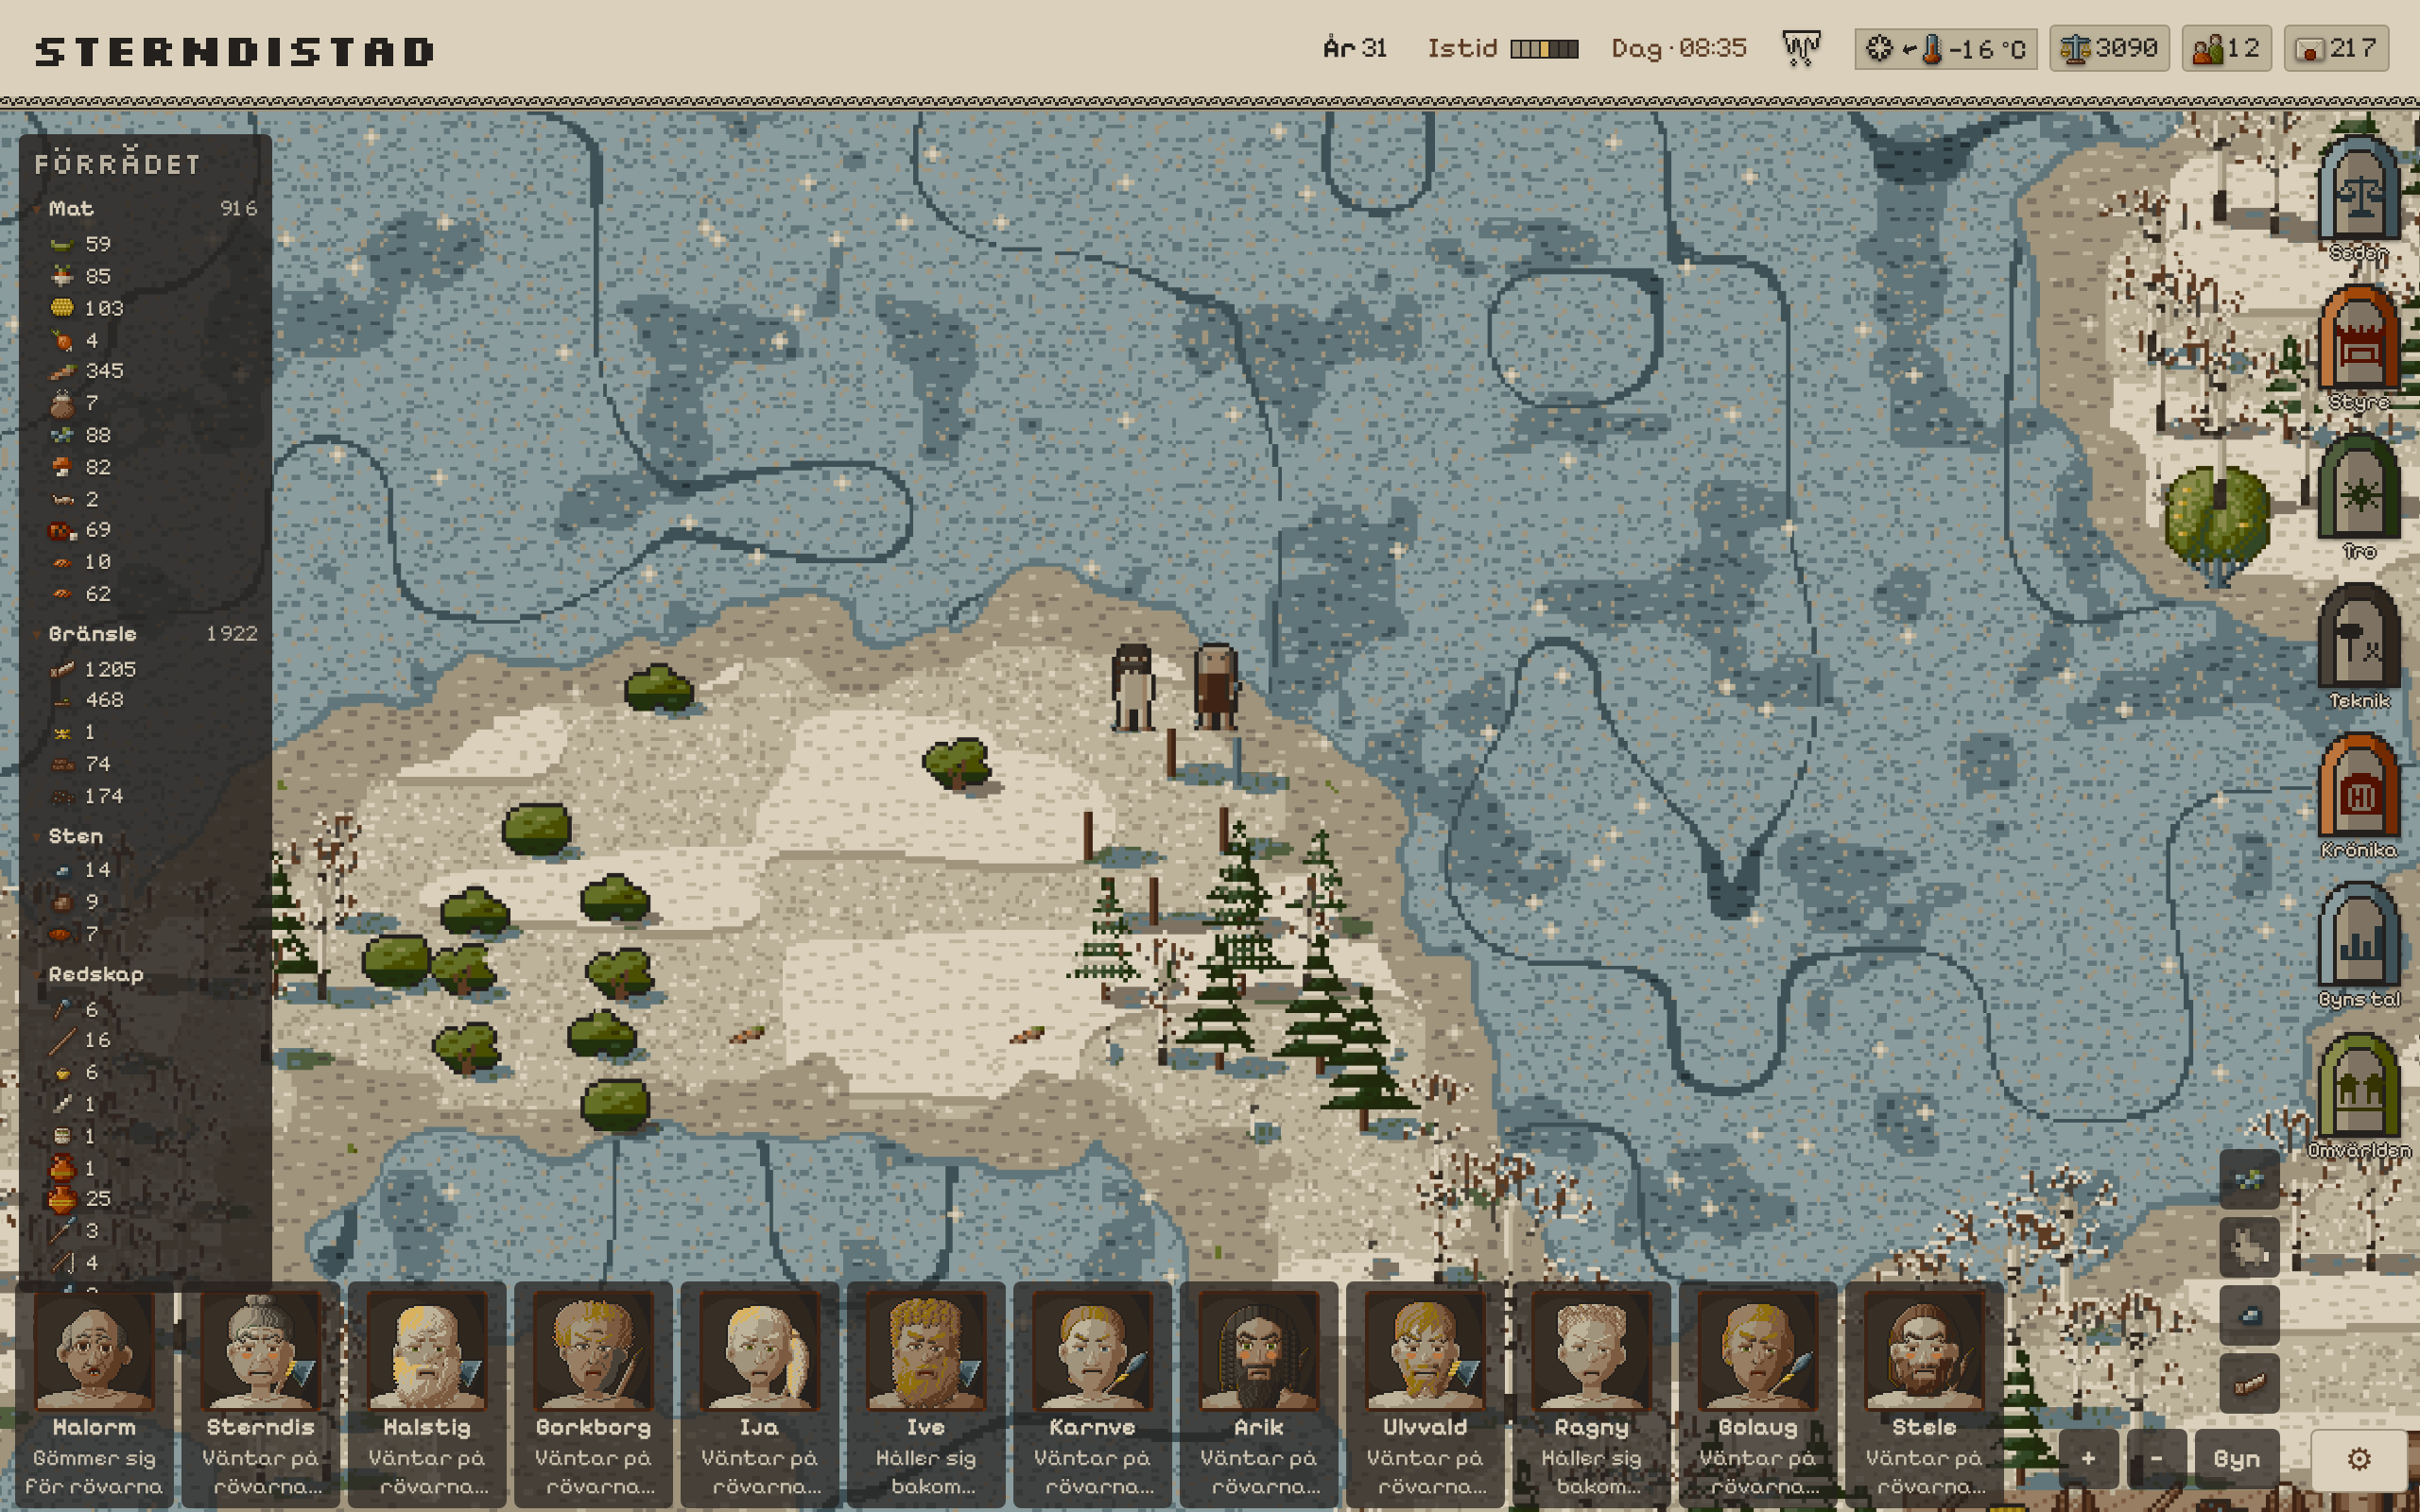 STERNDISTAD
År 31 Istid Dag · 08:35 -16 °C 3090 12 217
FÖRRÅDET
Mat 916
59
85
103
4
345
7
88
82
2
69
10
62
Bränsle 1922
1205
468
1
74
174
Sten
14
9
7
Redskap
6
16
6
1
1
1
25
3
4
Seder
Styre
Tro
Teknik
Krönika
Byns tal
Omvärlden
Halorm
Gömmer sig
för rövarna
Sterndis
Väntar på
rövarna...
Halstig
Väntar på
rövarna...
Borkborg
Väntar på
rövarna...
Ija
Väntar på
rövarna...
Ive
Håller sig
bakom...
Karnve
Väntar på
rövarna...
Arik
Väntar på
rövarna...
Ulvvald
Väntar på
rövarna...
Ragny
Håller sig
bakom...
Bolaug
Väntar på
rövarna...
Stele
Väntar på
rövarna...
+ - Byn